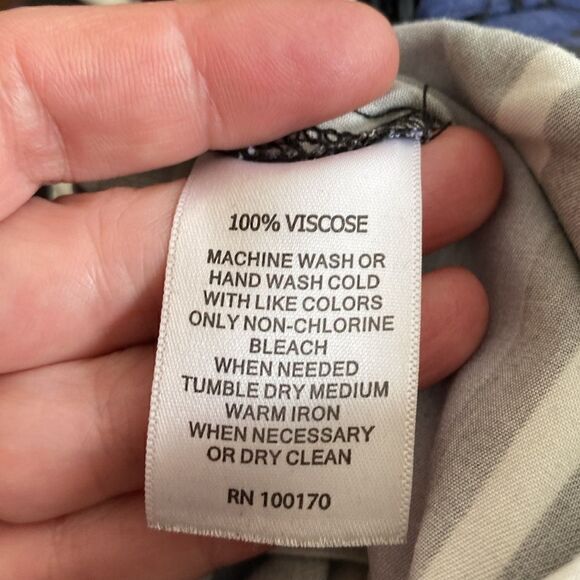 100% VISCOSE
MACHINE WASH OR
HAND WASH COLD
WITH LIKE COLORS
ONLY NON-CHLORINE
BLEACH
WHEN NEEDED
TUMBLE DRY MEDIUM
WARM IRON
WHEN NECESSARY
OR DRY CLEAN
RN 100170